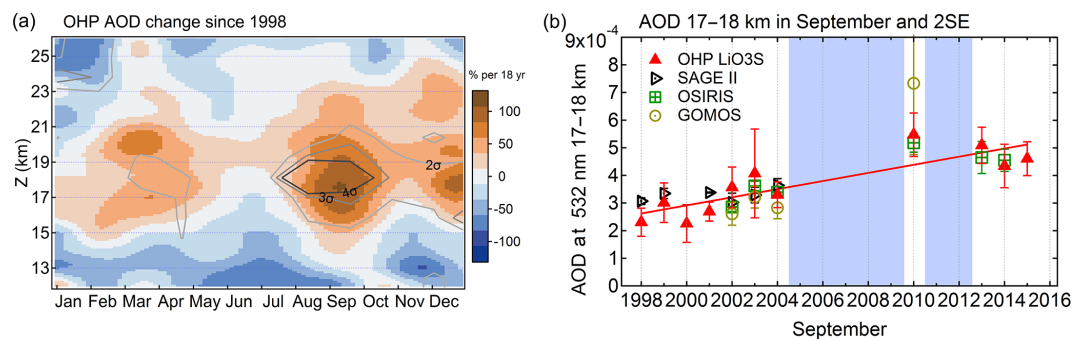 (a) OHP AOD change since 1998
Z (km)
25
23
21
19
17
15
13
Jan Feb Mar Apr May Jun Jul Aug Sep Oct Nov Dec
2σ
3σ
4σ
% per 18 yr
100
50
0
-50
-100
(b) AOD 17–18 km in September and 2SE
AOD at 532 nm 17–18 km
9x10⁻⁴
8
7
6
5
4
3
2
1
0
OHP LiO3S
SAGE II
OSIRIS
GOMOS
1998 2000 2002 2004 2006 2008 2010 2012 2014 2016
September